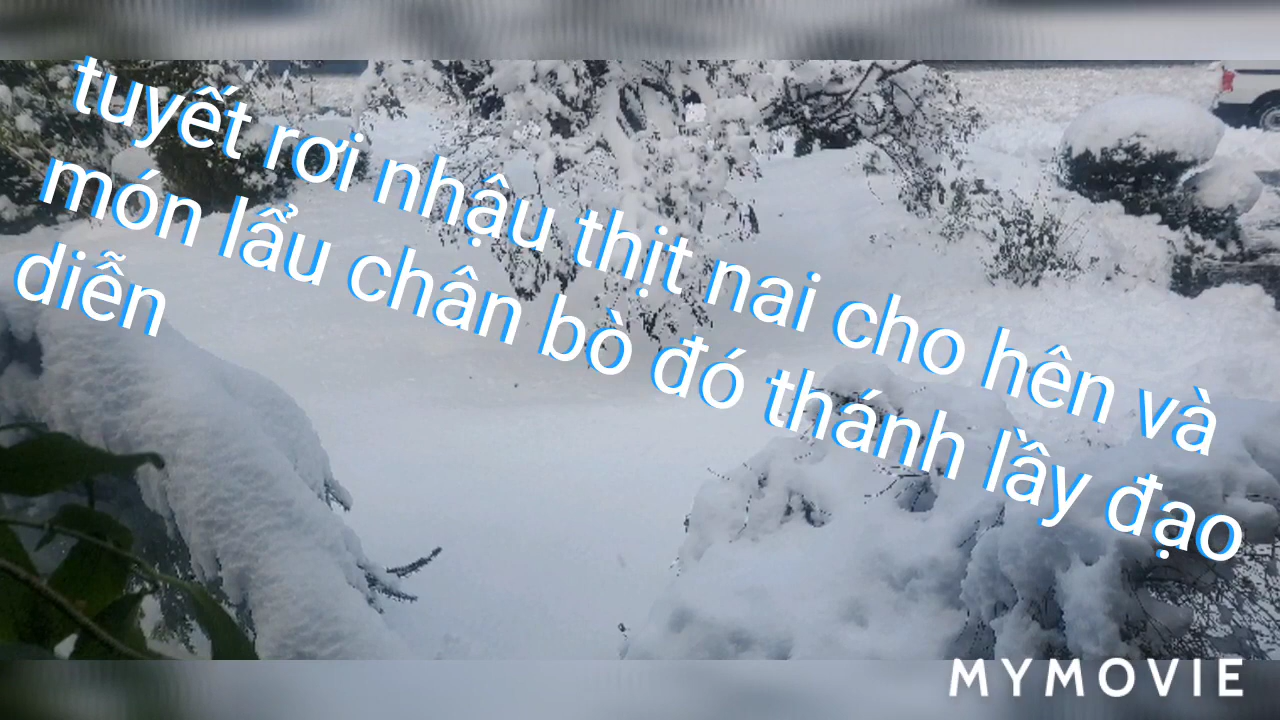 tuyết rơi nhậu thịt nai cho hên và
món lẩu chân bò đó thánh lầy đạo
diễn
MYMOVIE